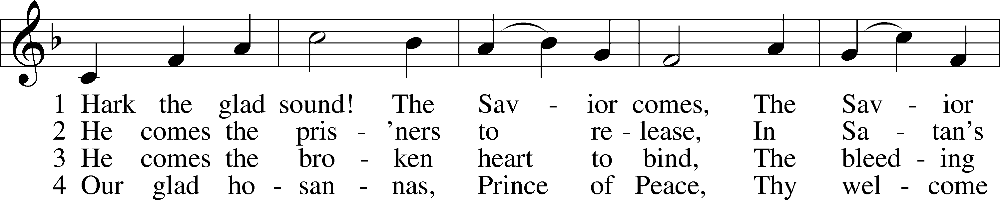 1 Hark the glad sound! The Sav - ior comes, The Sav - ior
2 He comes the pris - ’ners to re - lease, In Sa - tan’s
3 He comes the bro - ken heart to bind, The bleed - ing
4 Our glad ho - san - nas, Prince of Peace, Thy wel - come